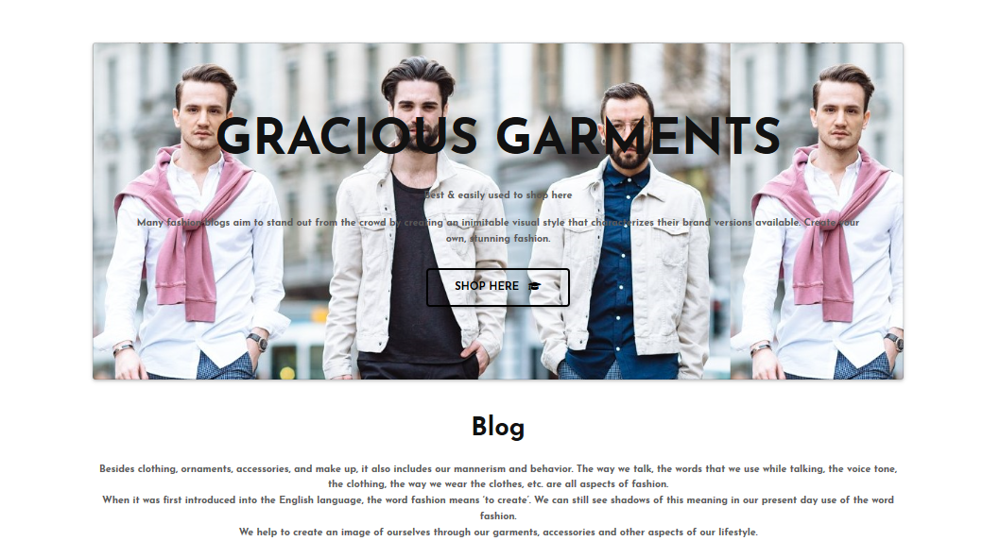 GRACIOUS GARMENTS
Best & easily used to shop here
Many fashion blogs aim to stand out from the crowd by creating an inimitable visual style that characterizes their brand versions available. Create your
own, stunning fashion.
SHOP HERE
Blog
Besides clothing, ornaments, accessories, and make up, it also includes our mannerism and behavior. The way we talk, the words that we use while talking, the voice tone,
the clothing, the way we wear the clothes, etc. are all aspects of fashion.
When it was first introduced into the English language, the word fashion means ‘to create’. We can still see shadows of this meaning in our present day use of the word
fashion.
We help to create an image of ourselves through our garments, accessories and other aspects of our lifestyle.